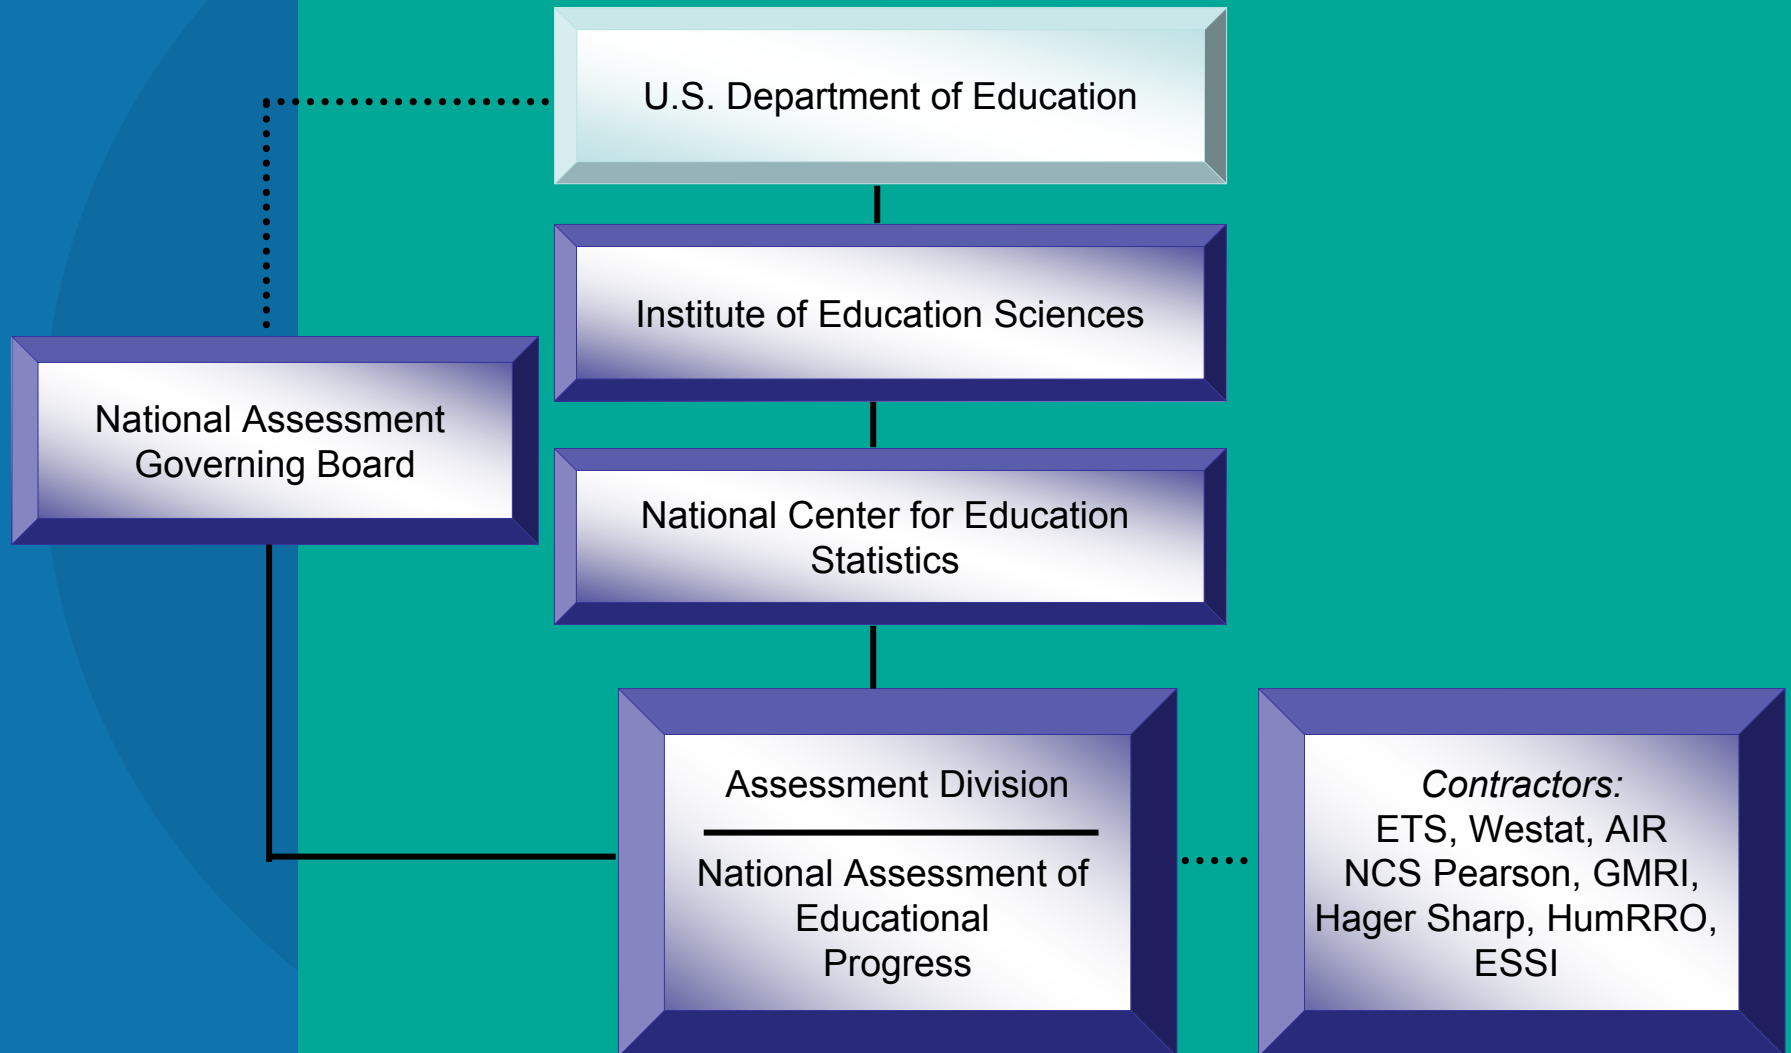 U.S. Department of Education
Institute of Education Sciences
National Assessment
Governing Board
National Center for Education
Statistics
Assessment Division
National Assessment of
Educational
Progress
Contractors:
ETS, Westat, AIR
NCS Pearson, GMRI,
Hager Sharp, HumRRO,
ESSI